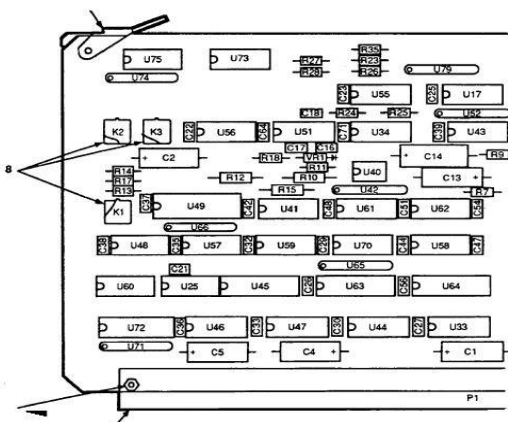 U75 U73 R27 R28 R35 R23 R26 U79
U74
C23 U55 C25 U17
C18 R24 R25 U52
K2 K3 C22 U56 C64 U51 C71 U34 C39 U43
8 C2 C17 C16 C14 R9
R18 VR1
R14 R11 U40
R17 R12 R10 C13
R13 R15 U42 R7
K1 C37 U49 C42 U41 C48 U61 C51 U62 C54
U66
C38 U48 C35 U57 C32 U59 C29 U70 C44 U58 C47
C21 U65
U60 U25 U45 C26 U63 C56 U64
U72 C36 U46 C33 U47 C30 U44 C27 U33
U71 C5 C4 C1
P1